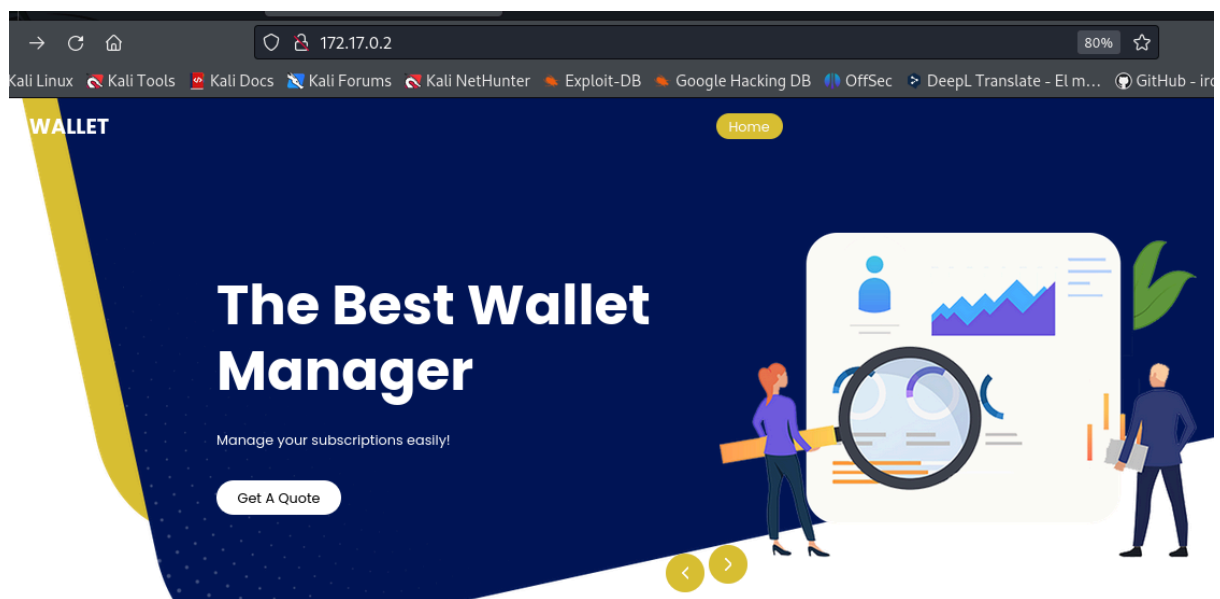 172.17.0.2
80%
Kali Linux Kali Tools Kali Docs Kali Forums Kali NetHunter Exploit-DB Google Hacking DB OffSec DeepL Translate - El m... GitHub - iro
WALLET
Home
The Best Wallet
Manager
Manage your subscriptions easily!
Get A Quote